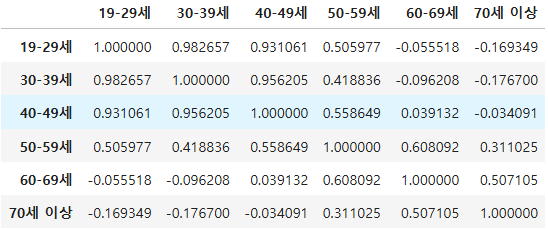 19-29세 30-39세 40-49세 50-59세 60-69세 70세 이상
19-29세 1.000000 0.982657 0.931061 0.505977 -0.055518 -0.169349
30-39세 0.982657 1.000000 0.956205 0.418836 -0.096208 -0.176700
40-49세 0.931061 0.956205 1.000000 0.558649 0.039132 -0.034091
50-59세 0.505977 0.418836 0.558649 1.000000 0.608092 0.311025
60-69세 -0.055518 -0.096208 0.039132 0.608092 1.000000 0.507105
70세 이상 -0.169349 -0.176700 -0.034091 0.311025 0.507105 1.000000